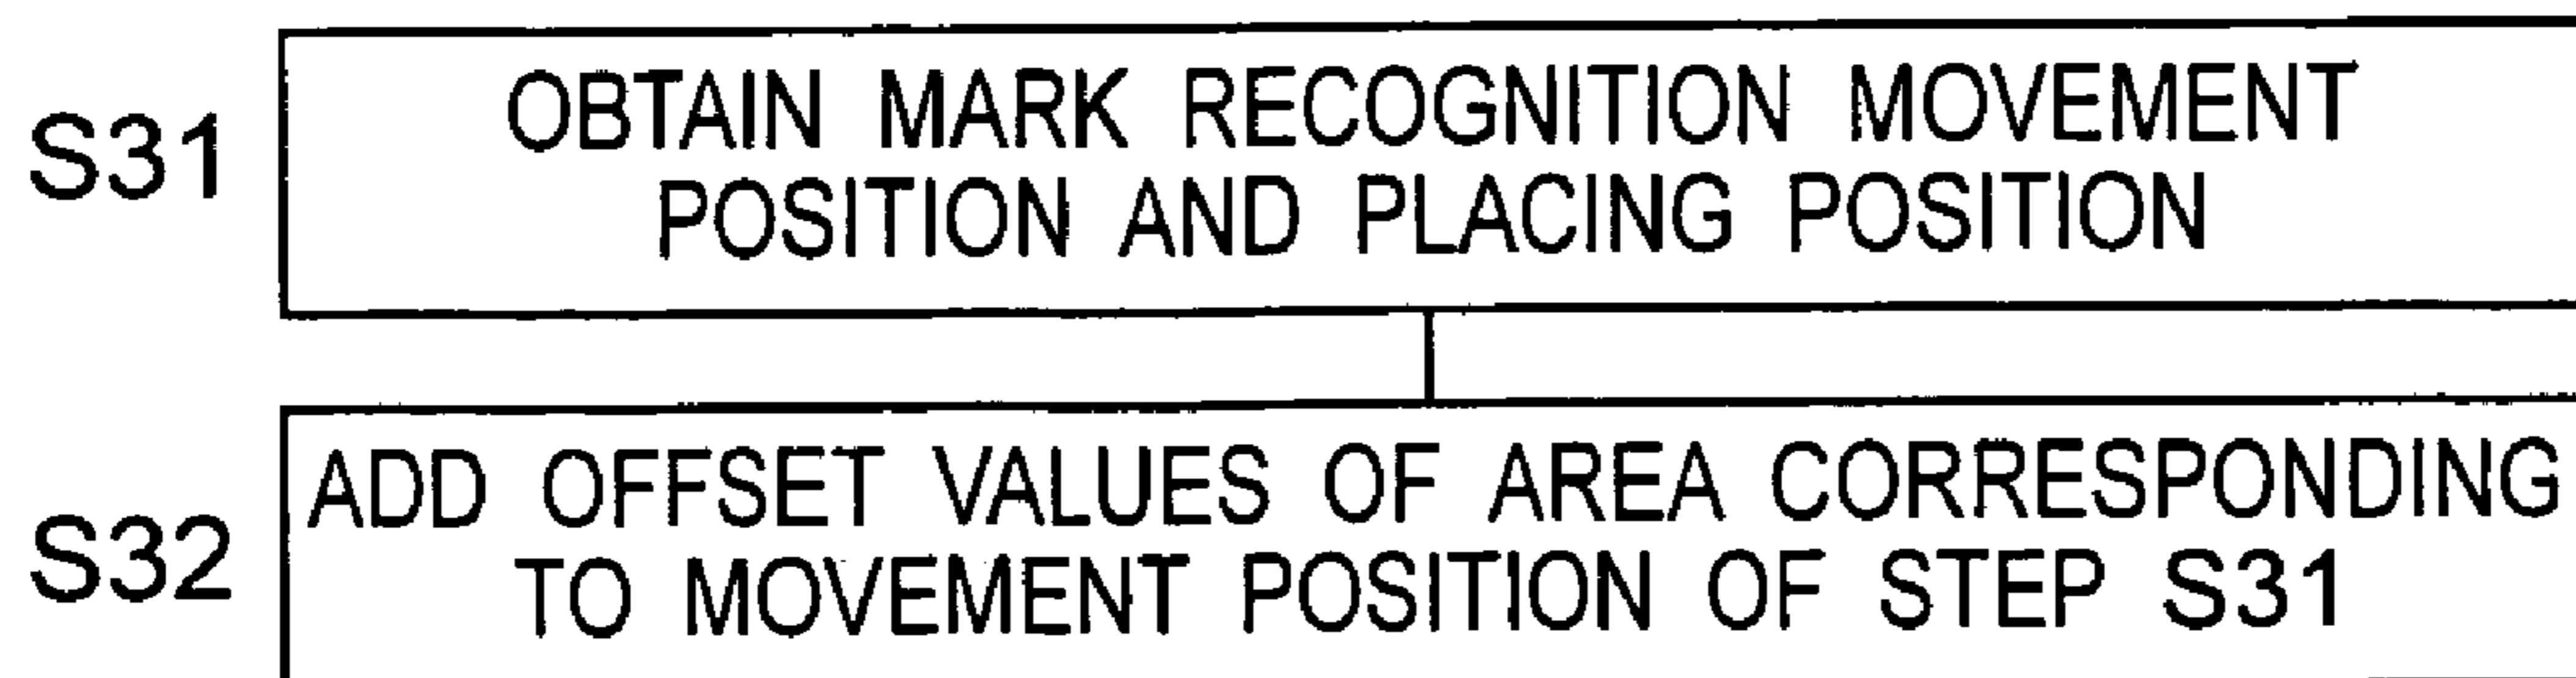 S31
OBTAIN MARK RECOGNITION MOVEMENT
POSITION AND PLACING POSITION
S32
ADD OFFSET VALUES OF AREA CORRESPONDING
TO MOVEMENT POSITION OF STEP S31